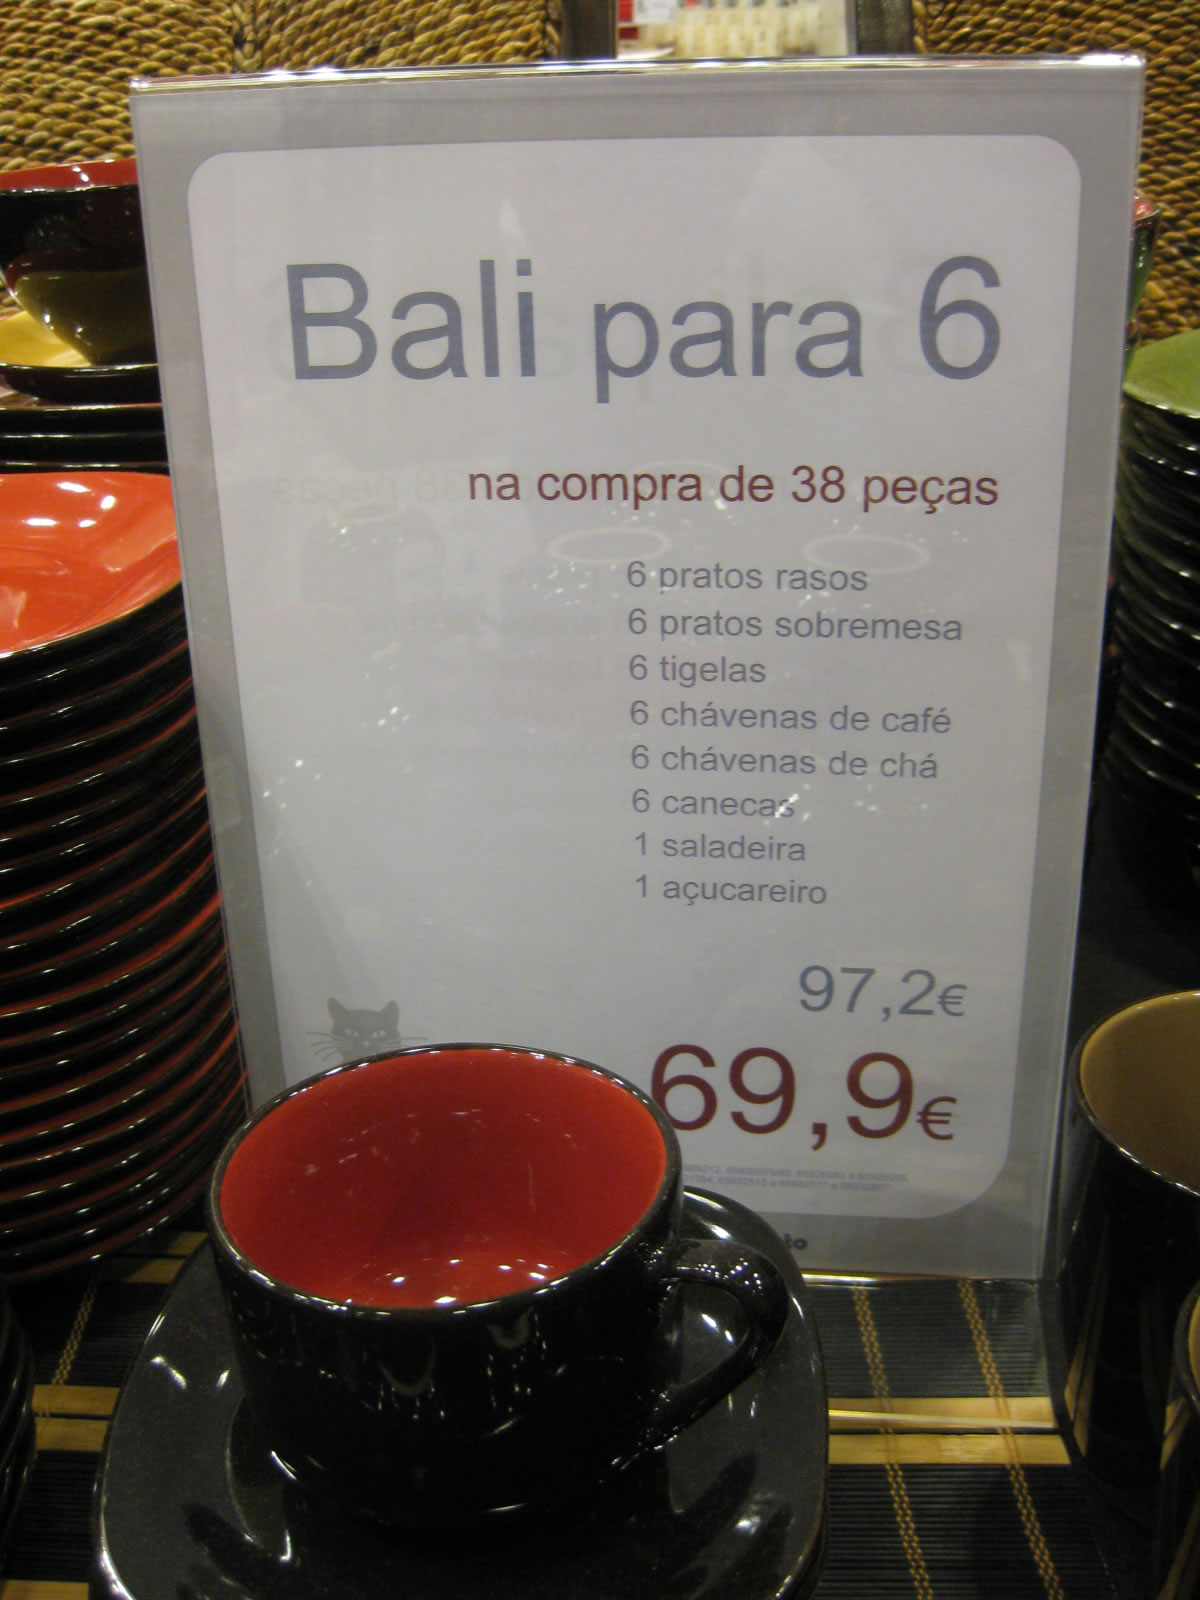 Bali para 6
na compra de 38 peças
6 pratos rasos
6 pratos sobremesa
6 tigelas
6 chávenas de café
6 chávenas de chá
6 canecas
1 saladeira
1 açucareiro
97,2€
69,9€